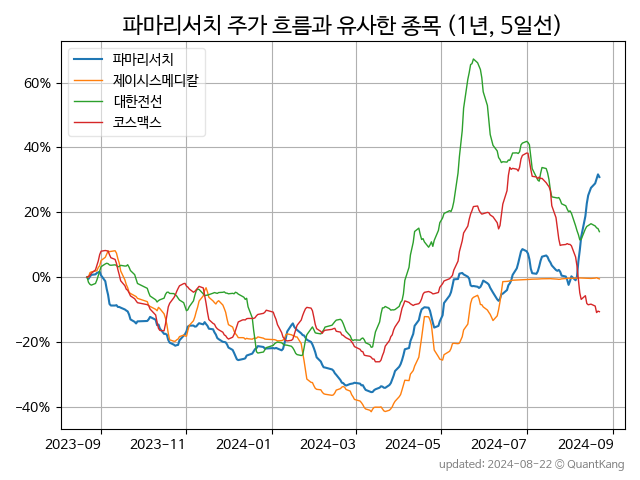 파마리서치 주가 흐름과 유사한 종목 (1년, 5일선)
파마리서치
제이시스메디칼
대한전선
코스맥스
60%
40%
20%
0%
−20%
−40%
2023-09 2023-11 2024-01 2024-03 2024-05 2024-07 2024-09
updated: 2024-08-22 © QuantKang